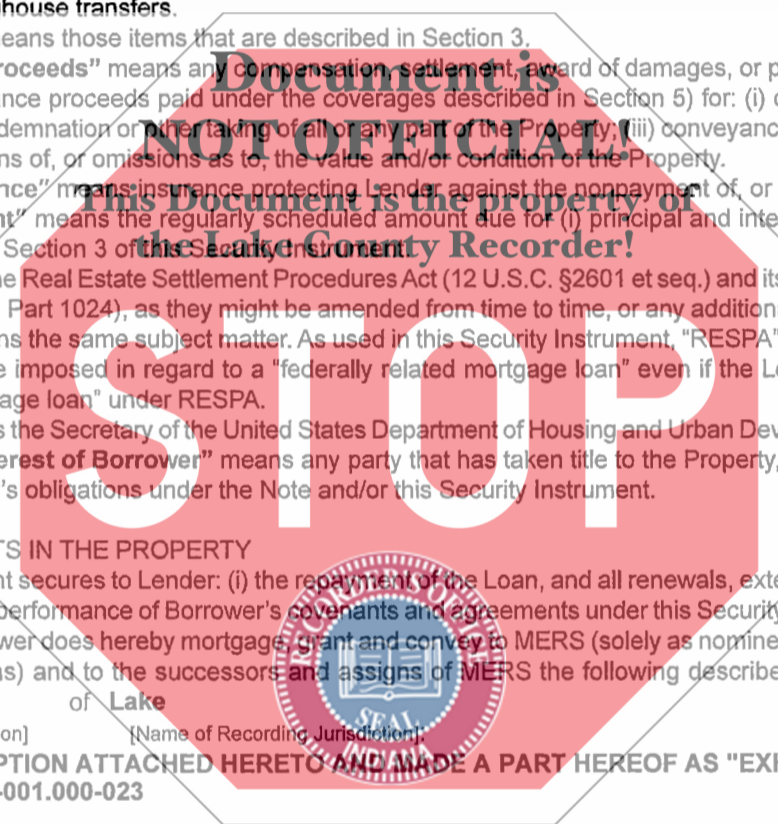 house transfers.
eans those items that are described in Section 3.
roceeds” means any compensation, settlement, award of damages, or p
Document is
nce proceeds paid under the coverages described in Section 5) for: (i)
demnation or other taking of all or any part of the Property; (iii) conveyanc
NOT OFFICIAL!
ns of, or omissions as to, the value and/or condition of the Property.
nce” means insurance protecting Lender against the nonpayment of, or
This Document is the property of
nt” means the regularly scheduled amount due for (i) principal and inte
Section 3 of this Security Instrument.
the Lake County Recorder!
e Real Estate Settlement Procedures Act (12 U.S.C. §2601 et seq.) and its
Part 1024), as they might be amended from time to time, or any addition
ns the same subject matter. As used in this Security Instrument, “RESPA”
e imposed in regard to a “federally related mortgage loan” even if the L
age loan” under RESPA.
STOP
s the Secretary of the United States Department of Housing and Urban Dev
erest of Borrower” means any party that has taken title to the Property,
’s obligations under the Note and/or this Security Instrument.
TS IN THE PROPERTY
nt secures to Lender: (i) the repayment of the Loan, and all renewals, exte
performance of Borrower’s covenants and agreements under this Security
wer does hereby mortgage, grant and convey to MERS (solely as nomine
ns) and to the successors and assigns of MERS the following describe
of Lake
on] [Name of Recording Jurisdiction]:
RECORDER'S OFFICE
SEAL
INDIANA
PTION ATTACHED HERETO AND MADE A PART HEREOF AS "EXH
-001.000-023